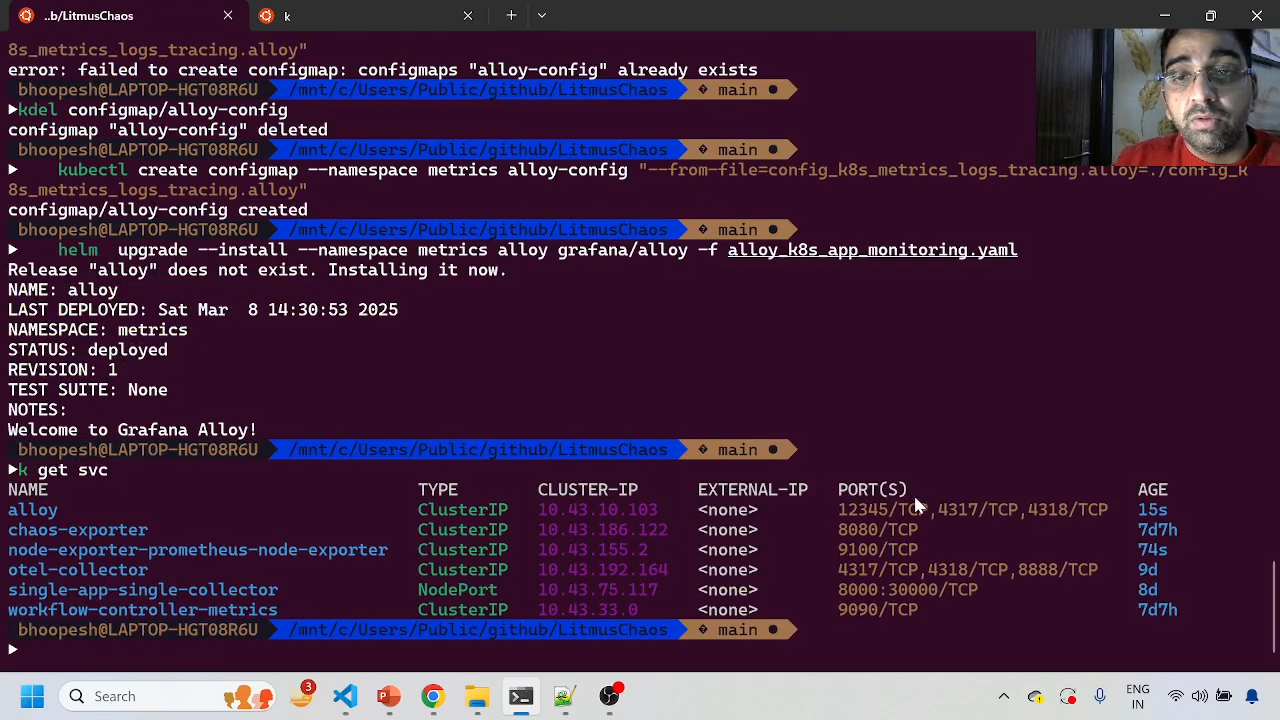 ..b/LitmusChaos
k
8s_metrics_logs_tracing.alloy"
error: failed to create configmap: configmaps "alloy-config" already exists
bhoopesh@LAPTOP-HGT08R6U /mnt/c/Users/Public/github/LitmusChaos main
kdel configmap/alloy-config
configmap "alloy-config" deleted
bhoopesh@LAPTOP-HGT08R6U /mnt/c/Users/Public/github/LitmusChaos main
kubectl create configmap --namespace metrics alloy-config "--from-file=config_k8s_metrics_logs_tracing.alloy=./config_k
8s_metrics_logs_tracing.alloy"
configmap/alloy-config created
bhoopesh@LAPTOP-HGT08R6U /mnt/c/Users/Public/github/LitmusChaos main
helm upgrade --install --namespace metrics alloy grafana/alloy -f alloy_k8s_app_monitoring.yaml
Release "alloy" does not exist. Installing it now.
NAME: alloy
LAST DEPLOYED: Sat Mar 8 14:30:53 2025
NAMESPACE: metrics
STATUS: deployed
REVISION: 1
TEST SUITE: None
NOTES:
Welcome to Grafana Alloy!
bhoopesh@LAPTOP-HGT08R6U /mnt/c/Users/Public/github/LitmusChaos main
k get svc
NAME TYPE CLUSTER-IP EXTERNAL-IP PORT(S) AGE
alloy ClusterIP 10.43.10.103 <none> 12345/TCP,4317/TCP,4318/TCP 15s
chaos-exporter ClusterIP 10.43.186.122 <none> 8080/TCP 7d7h
node-exporter-prometheus-node-exporter ClusterIP 10.43.155.2 <none> 9100/TCP 74s
otel-collector ClusterIP 10.43.192.164 <none> 4317/TCP,4318/TCP,8888/TCP 9d
single-app-single-collector NodePort 10.43.75.117 <none> 8000:30000/TCP 8d
workflow-controller-metrics ClusterIP 10.43.33.0 <none> 9090/TCP 7d7h
bhoopesh@LAPTOP-HGT08R6U /mnt/c/Users/Public/github/LitmusChaos main
Search
3
ENG
IN